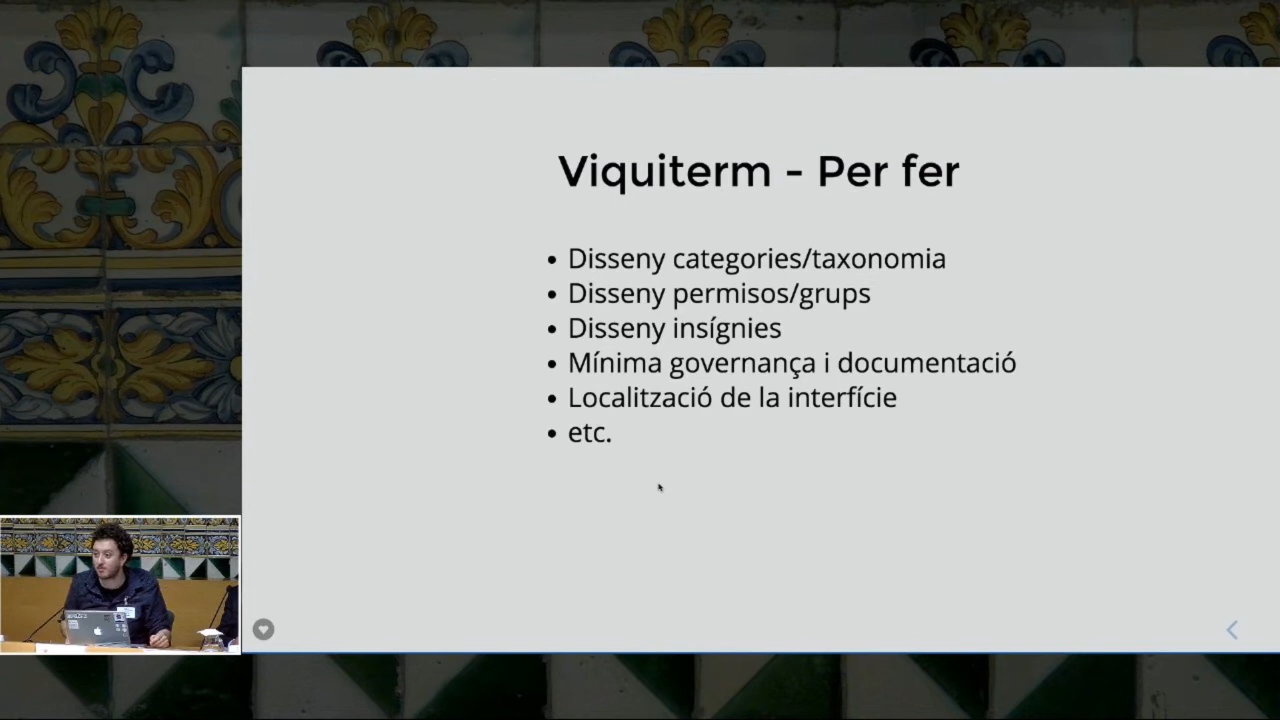 Viquiterm - Per fer
Disseny categories/taxonomia
Disseny permisos/grups
Disseny insígnies
Mínima governança i documentació
Localització de la interfície
etc.